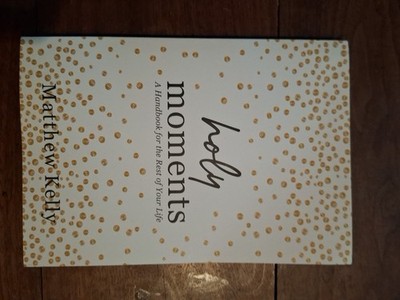 holy
moments
A Handbook for the Rest of Your Life
Matthew Kelly